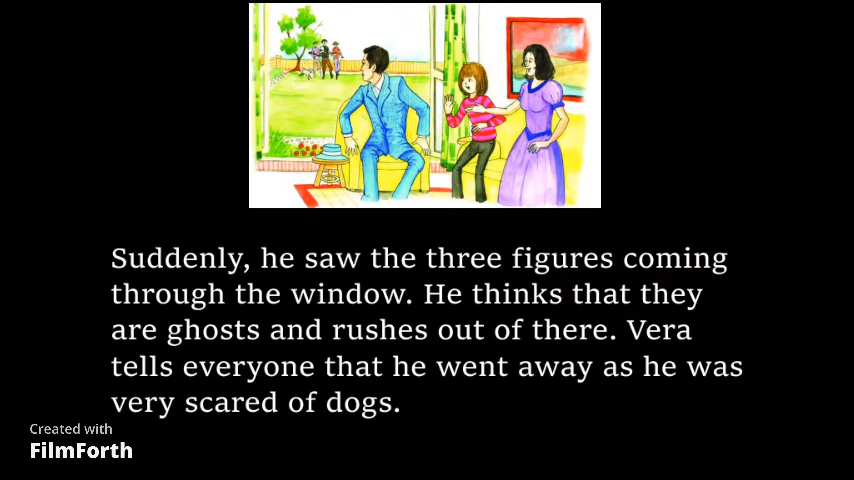 Suddenly, he saw the three figures coming
through the window. He thinks that they
are ghosts and rushes out of there. Vera
tells everyone that he went away as he was
very scared of dogs.
Created with
FilmForth